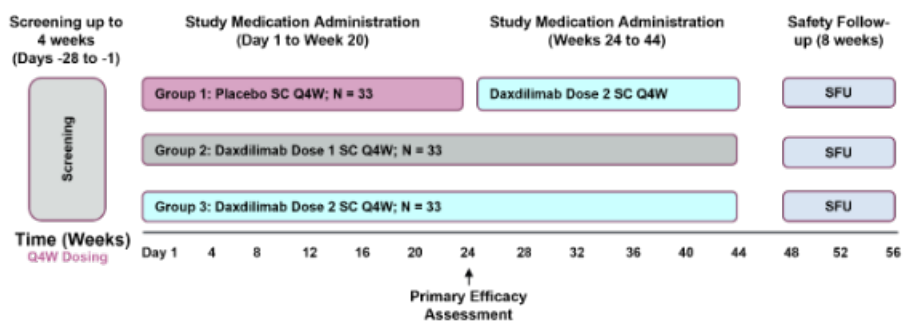 Screening up to
4 weeks
(Days -28 to -1)
Study Medication Administration
(Day 1 to Week 20)
Study Medication Administration
(Weeks 24 to 44)
Safety Follow-
up (8 weeks)
Screening
Group 1: Placebo SC Q4W; N = 33
Daxdilimab Dose 2 SC Q4W
SFU
Group 2: Daxdilimab Dose 1 SC Q4W; N = 33
SFU
Group 3: Daxdilimab Dose 2 SC Q4W; N = 33
SFU
Time (Weeks)
Q4W Dosing
Day 1 4 8 12 16 20 24 28 32 36 40 44 48 52 56
Primary Efficacy
Assessment